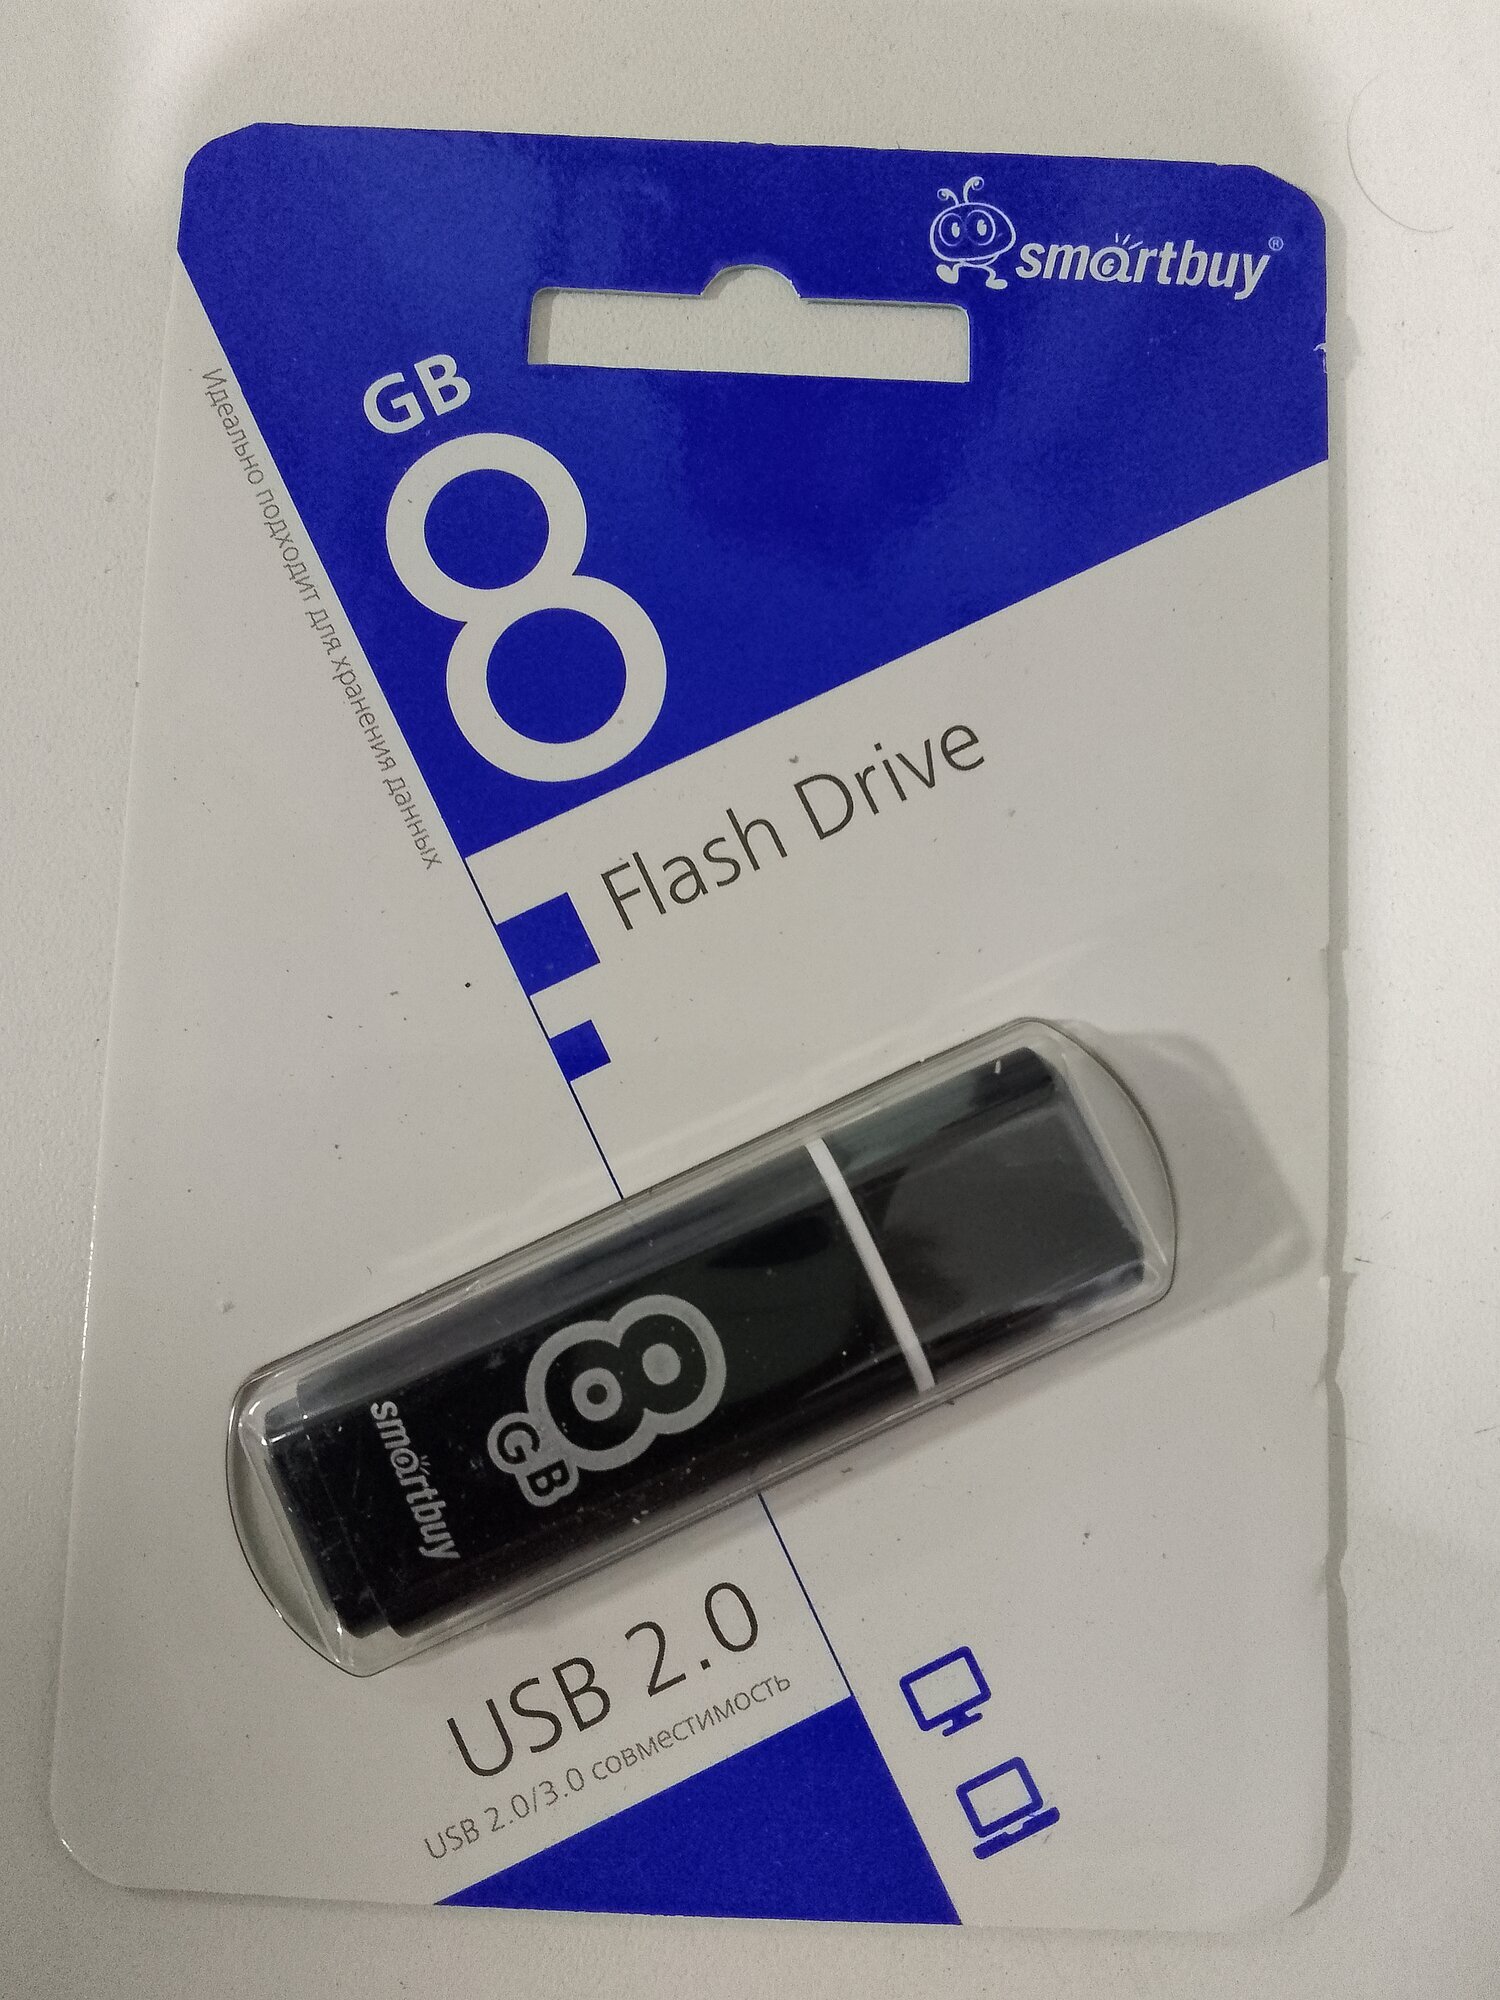 smartbuy®
GB
8
Идеально подходит для хранения данных
Flash Drive
8
GB
smartbuy
USB 2.0
USB 2.0/3.0 совместимость